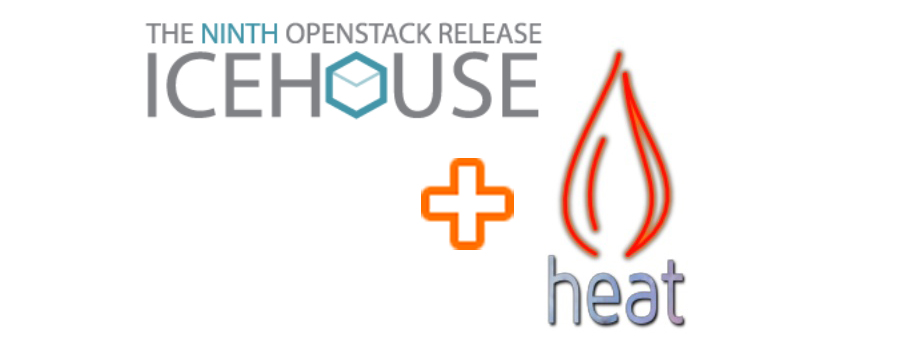 THE NINTH OPENSTACK RELEASE
ICEHOUSE
heat